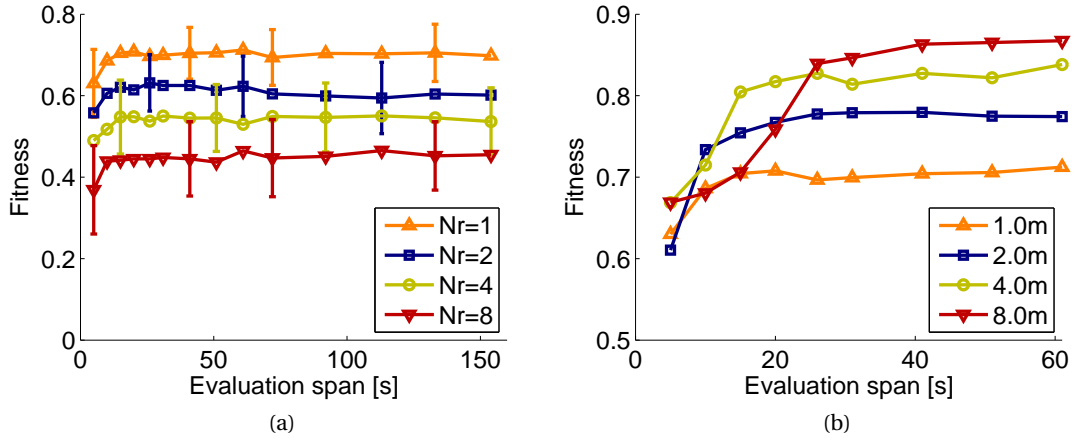 0.8
0.6
0.4
0.2
0
Fitness
0
50
100
150
Evaluation span [s]
Nr=1
Nr=2
Nr=4
Nr=8
(a)
0.9
0.8
0.7
0.6
0.5
Fitness
0
20
40
60
Evaluation span [s]
1.0m
2.0m
4.0m
8.0m
(b)